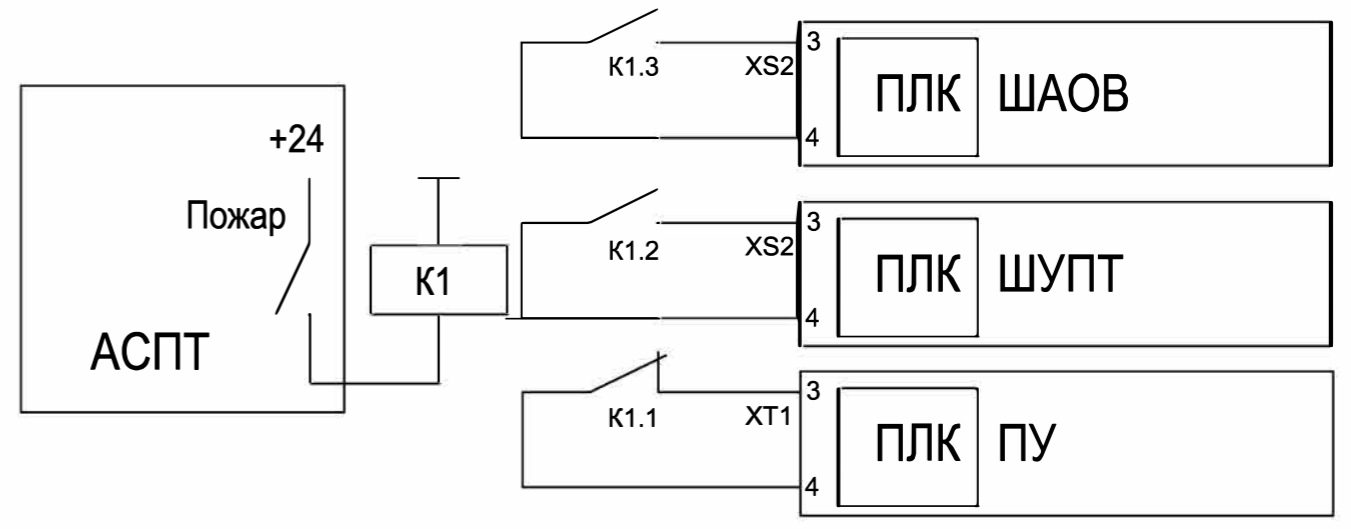 +24
Пожар
АСПТ
К1
К1.3 XS2 3
4
ПЛК ШАОВ
К1.2 XS2 3
4
ПЛК ШУПТ
К1.1 XT1 3
4
ПЛК ПУ